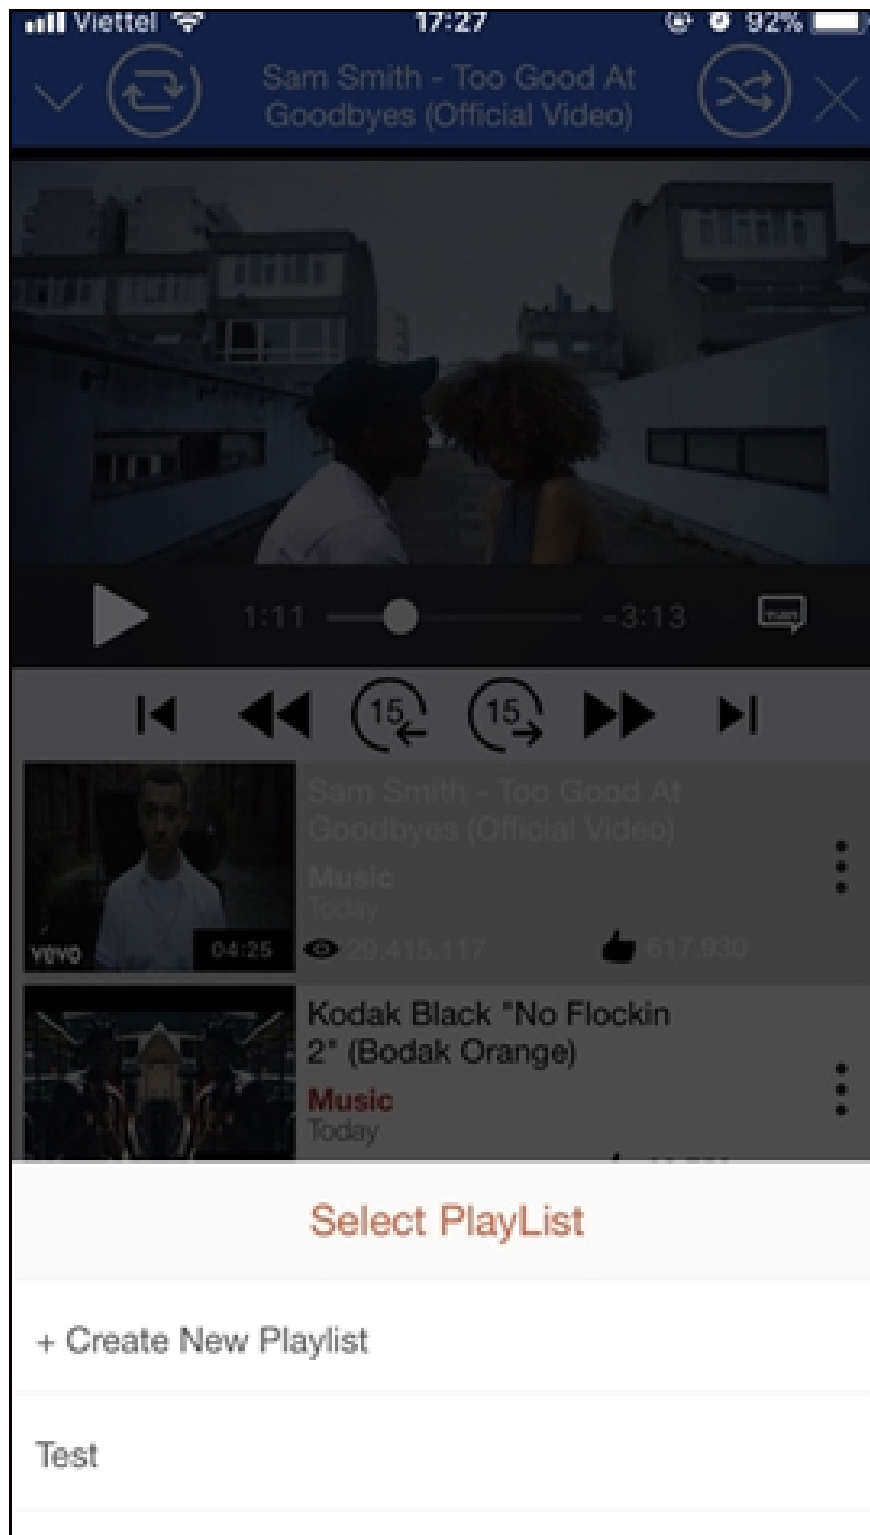 Viettel 17:27 92%
Sam Smith - Too Good At
Goodbyes (Official Video)
1:11 -3:13
15 15
Sam Smith - Too Good At
Goodbyes (Official Video)
Music
Today
vevo 04:25 29.415.117 617.930
Kodak Black "No Flockin
2" (Bodak Orange)
Music
Today
Select PlayList
+ Create New Playlist
Test